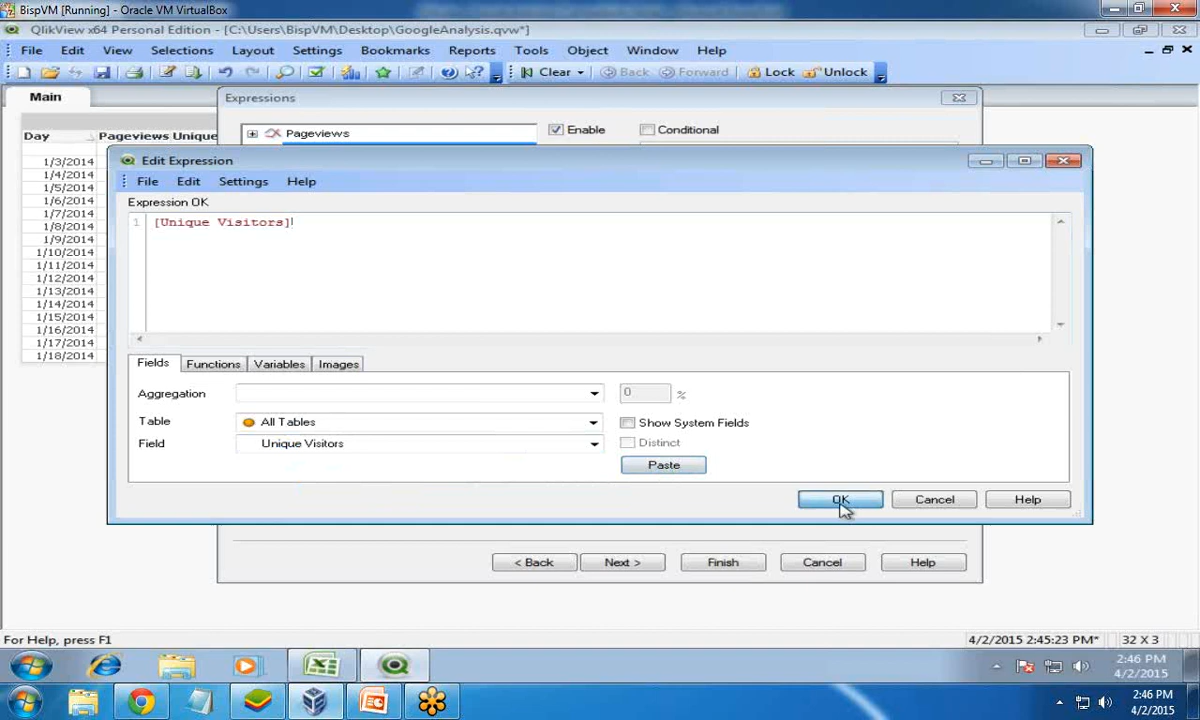 BispVM [Running] - Oracle VM VirtualBox
QlikView x64 Personal Edition - [C:\Users\BispVM\Desktop\GoogleAnalysis.qvw*]
File Edit View Selections Layout Settings Bookmarks Reports Tools Object Window Help
Clear Back Forward Lock Unlock
Main
Expressions
Day Pageviews Unique
Pageviews Enable Conditional
Edit Expression
1/3/2014
1/4/2014
1/5/2014
1/6/2014
1/7/2014
1/8/2014
1/9/2014
1/10/2014
1/11/2014
1/12/2014
1/13/2014
1/14/2014
1/15/2014
1/16/2014
1/17/2014
1/18/2014
File Edit Settings Help
Expression OK
1 [Unique Visitors]
Fields Functions Variables Images
Aggregation 0 %
Table All Tables Show System Fields
Field Unique Visitors Distinct
Paste
OK Cancel Help
< Back Next > Finish Cancel Help
For Help, press F1 4/2/2015 2:45:23 PM* 32 X 3
2:46 PM
4/2/2015
2:46 PM
4/2/2015